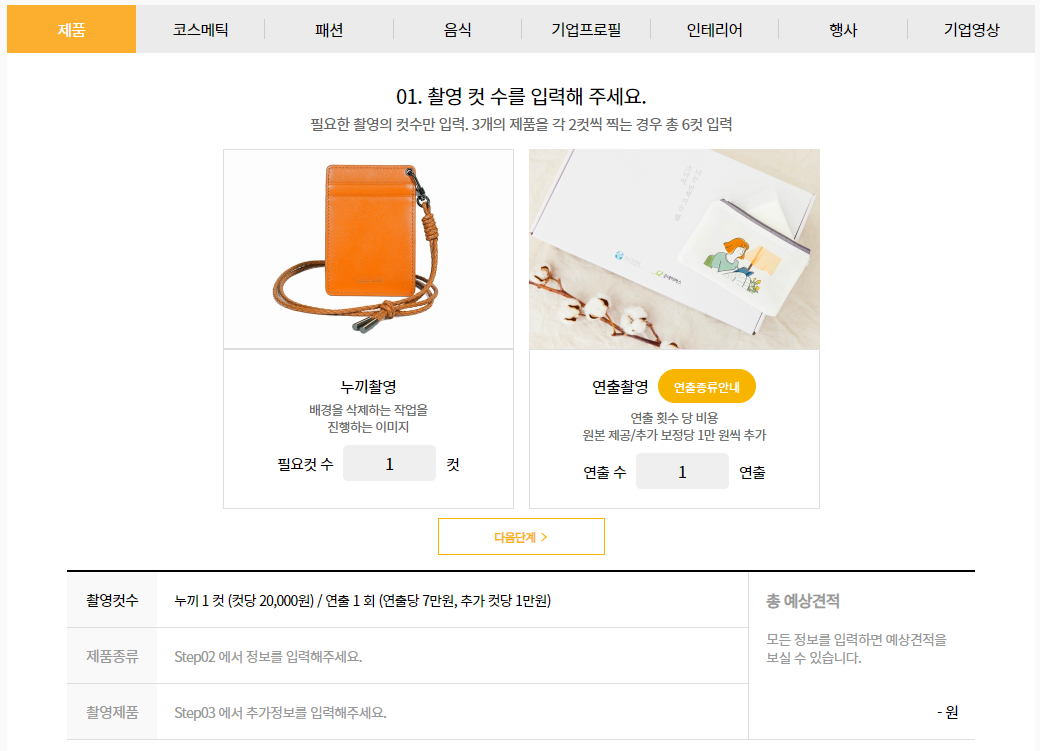 제품 코스메틱 패션 음식 기업프로필 인테리어 행사 기업영상
01. 촬영 컷 수를 입력해 주세요.
필요한 촬영의 컷수만 입력. 3개의 제품을 각 2컷씩 찍는 경우 총 6컷 입력
누끼촬영
배경을 삭제하는 작업을
진행하는 이미지
필요컷 수 1 컷
연출촬영 연출종류안내
연출 횟수 당 비용
원본 제공/추가 보정당 1만 원씩 추가
연출 수 1 연출
다음단계 >
촬영컷수 누끼 1 컷 (컷당 20,000원) / 연출 1 회 (연출당 7만원, 추가 컷당 1만원)
제품종류 Step02 에서 정보를 입력해주세요.
촬영제품 Step03 에서 추가정보를 입력해주세요.
총 예상견적
모든 정보를 입력하면 예상견적을
보실 수 있습니다.
- 원